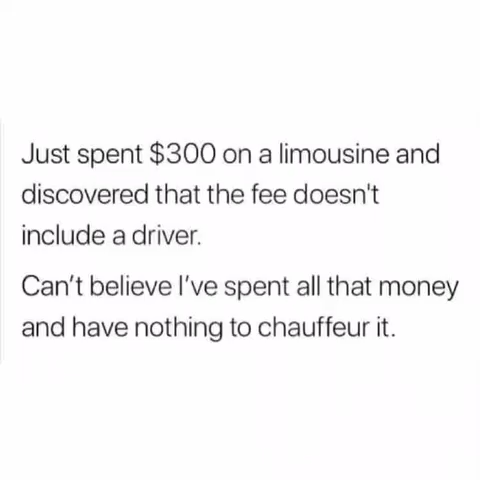 Just spent $300 on a limousine and
discovered that the fee doesn't
include a driver.
Can't believe I've spent all that money
and have nothing to chauffeur it.